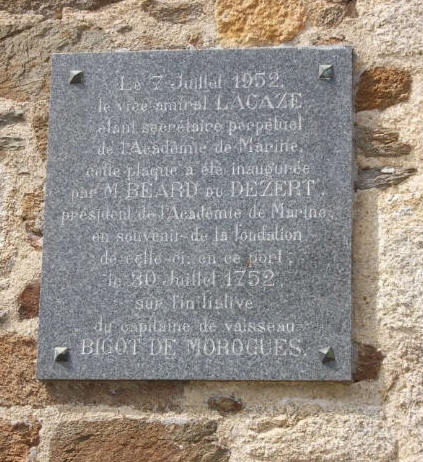 Le 7 Juillet 1952,
le vice-amiral LACAZE
étant secrétaire perpétuel
de l'Académie de Marine,
cette plaque a été inaugurée
par M. BÉARD DU DEZERT,
président de l'Académie de Marine,
en souvenir de la fondation
de celle-ci, en ce port,
le 30 Juillet 1752,
sur l'initiative
du capitaine de vaisseau
BIGOT DE MOROGUES.